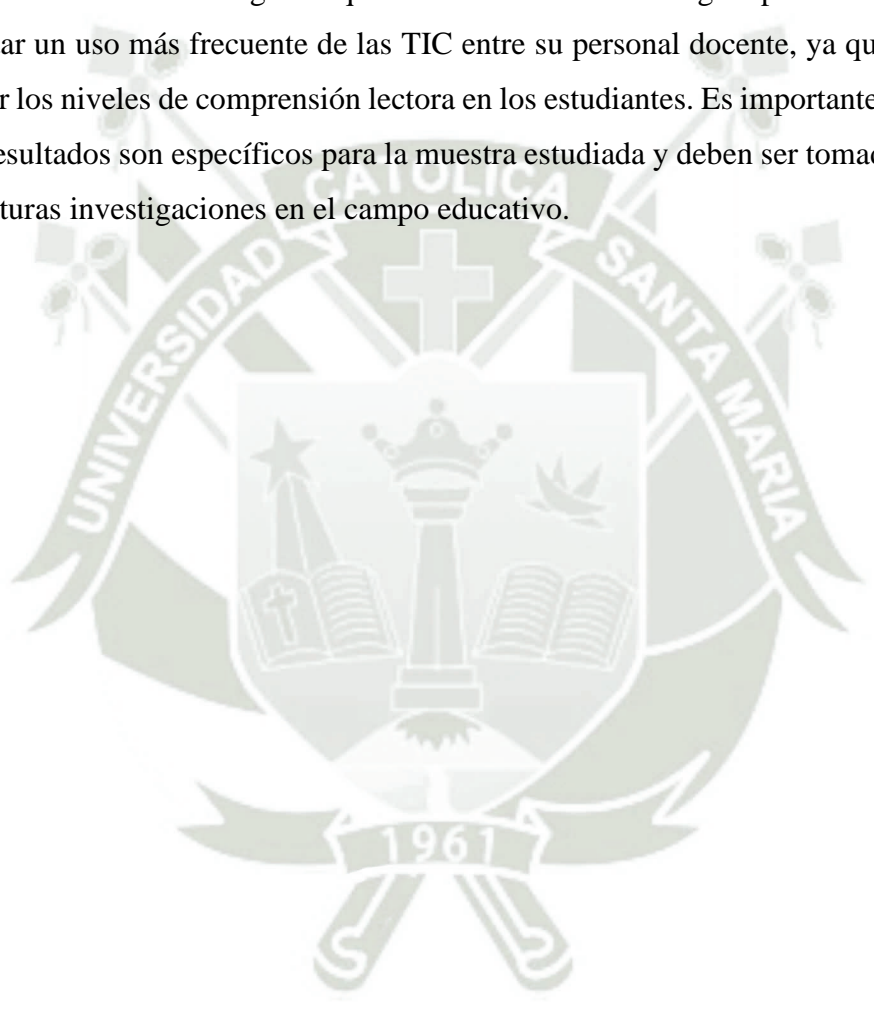 ar un uso más frecuente de las TIC entre su personal docente, ya qu
r los niveles de comprensión lectora en los estudiantes. Es importante
esultados son específicos para la muestra estudiada y deben ser tomad
turas investigaciones en el campo educativo.
UNIVERSIDAD CATOLICA SANTA MARIA
1961